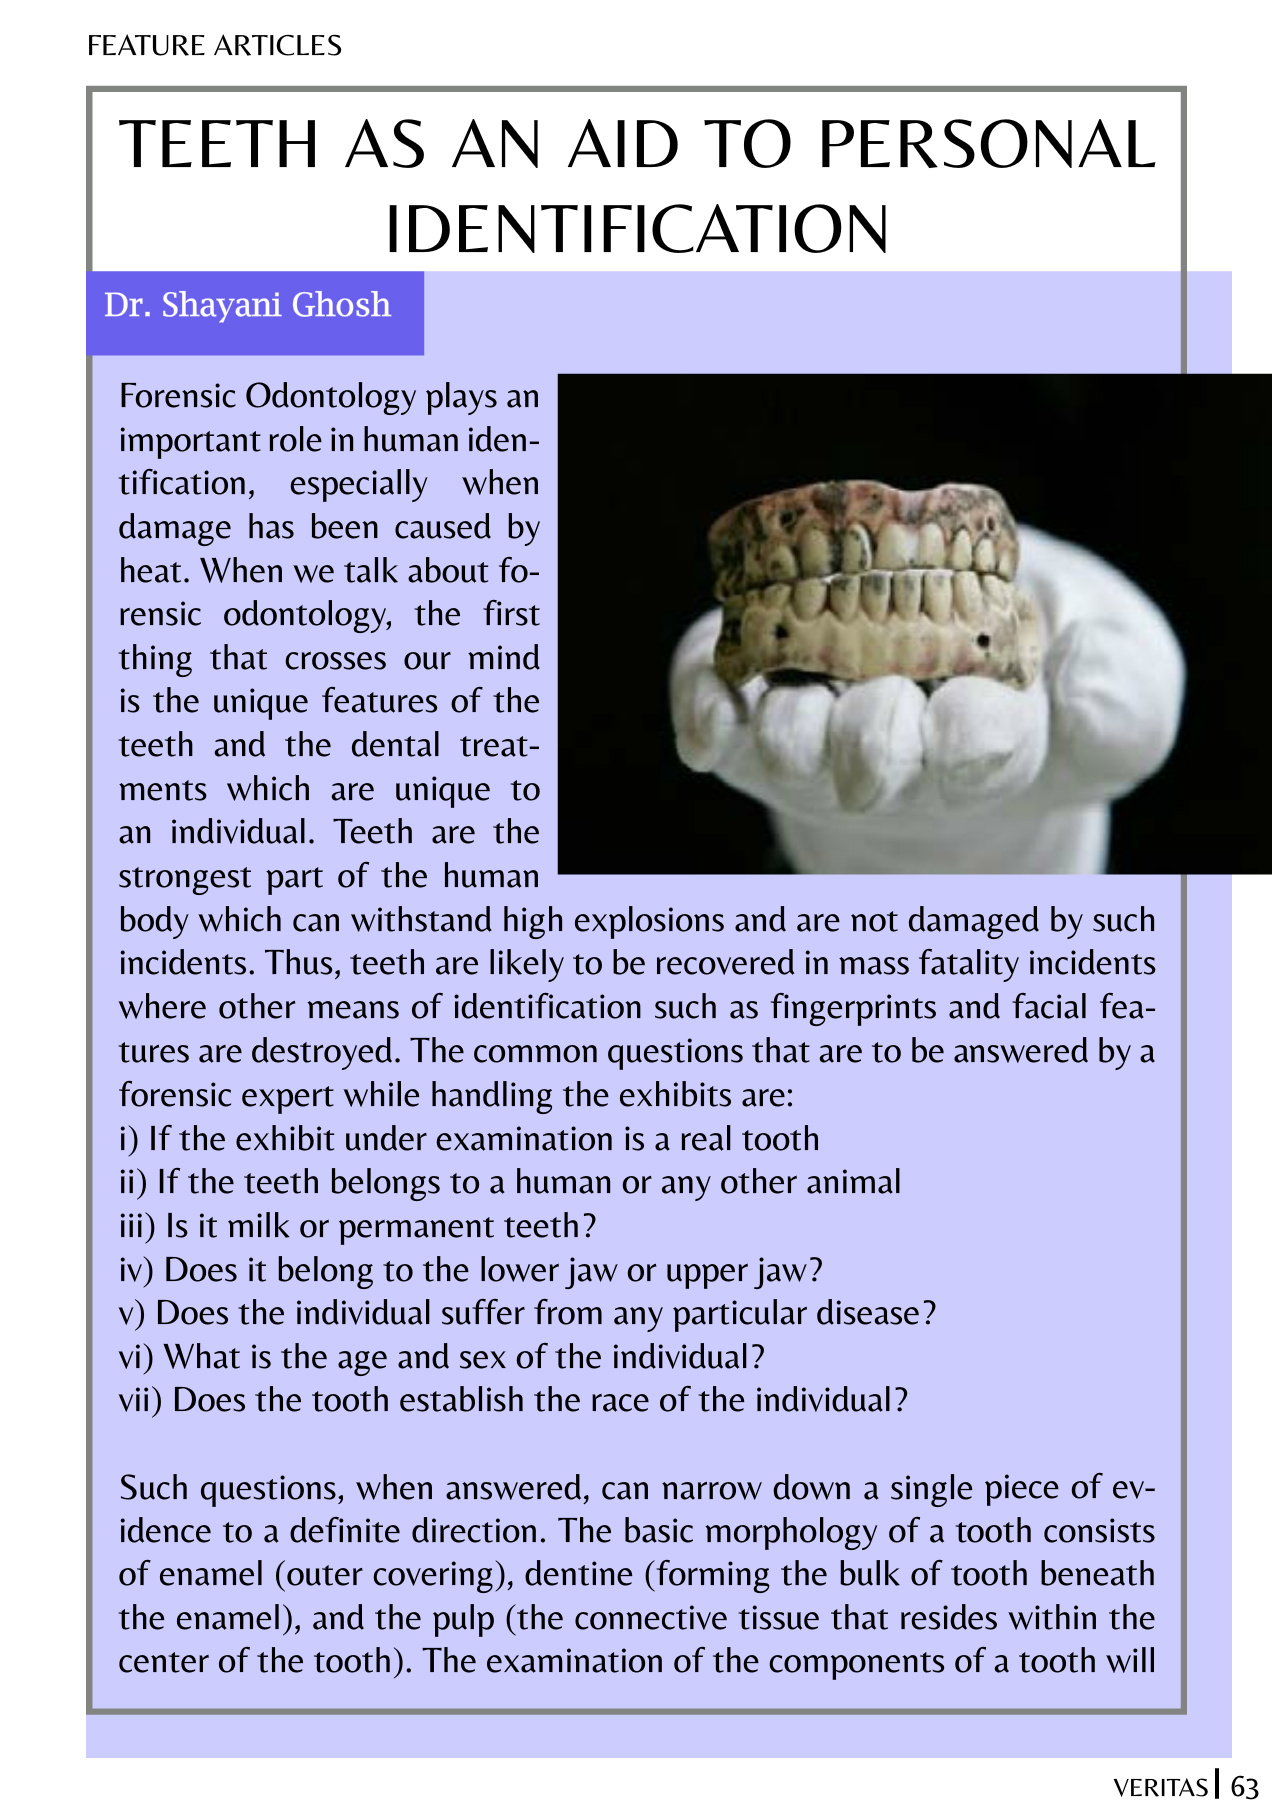 FEATURE ARTICLES
TEETH AS AN AID TO PERSONAL
IDENTIFICATION
Dr. Shayani Ghosh
Forensic Odontology plays an
important role in human iden-
tification, especially when
damage has been caused by
heat. When we talk about fo-
rensic odontology, the first
thing that crosses our mind
is the unique features of the
teeth and the dental treat-
ments which are unique to
an individual. Teeth are the
strongest part of the human
body which can withstand high explosions and are not damaged by such
incidents. Thus, teeth are likely to be recovered in mass fatality incidents
where other means of identification such as fingerprints and facial fea-
tures are destroyed. The common questions that are to be answered by a
forensic expert while handling the exhibits are:
i) If the exhibit under examination is a real tooth
ii) If the teeth belongs to a human or any other animal
iii) Is it milk or permanent teeth?
iv) Does it belong to the lower jaw or upper jaw?
v) Does the individual suffer from any particular disease?
vi) What is the age and sex of the individual?
vii) Does the tooth establish the race of the individual?
Such questions, when answered, can narrow down a single piece of ev-
idence to a definite direction. The basic morphology of a tooth consists
of enamel (outer covering), dentine (forming the bulk of tooth beneath
the enamel), and the pulp (the connective tissue that resides within the
center of the tooth). The examination of the components of a tooth will
VERITAS | 63